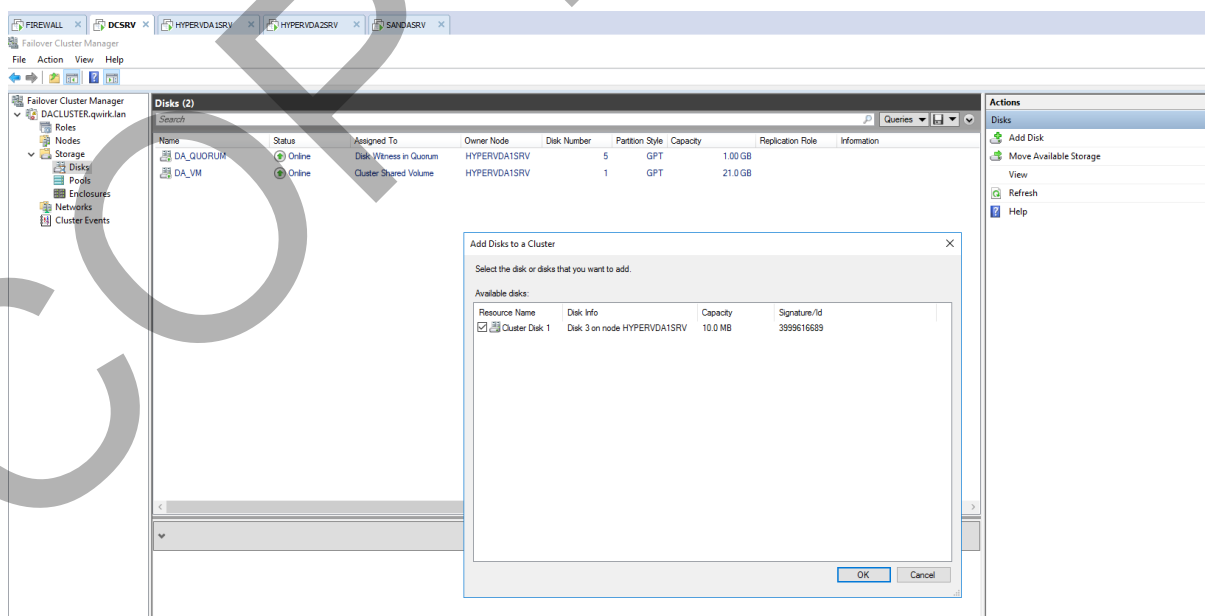 FIREWALL × DCSRV × HYPERVDA1SRV × HYPERVDA2SRV × SANDASRV ×
Failover Cluster Manager
File Action View Help
Failover Cluster Manager
DACLUSTER.qwirk.lan
Roles
Nodes
Storage
Disks
Pools
Enclosures
Networks
Cluster Events
Disks (2)
Search Queries
Name Status Assigned To Owner Node Disk Number Partition Style Capacity Replication Role Information
DA_QUORUM Online Disk Witness in Quorum HYPERVDA1SRV 5 GPT 1.00 GB
DA_VM Online Cluster Shared Volume HYPERVDA1SRV 1 GPT 21.0 GB
Add Disks to a Cluster
Select the disk or disks that you want to add.
Available disks:
Resource Name Disk Info Capacity Signature/Id
Cluster Disk 1 Disk 3 on node HYPERVDA1SRV 10.0 MB 3999616689
OK Cancel
Actions
Disks
Add Disk
Move Available Storage
View
Refresh
Help